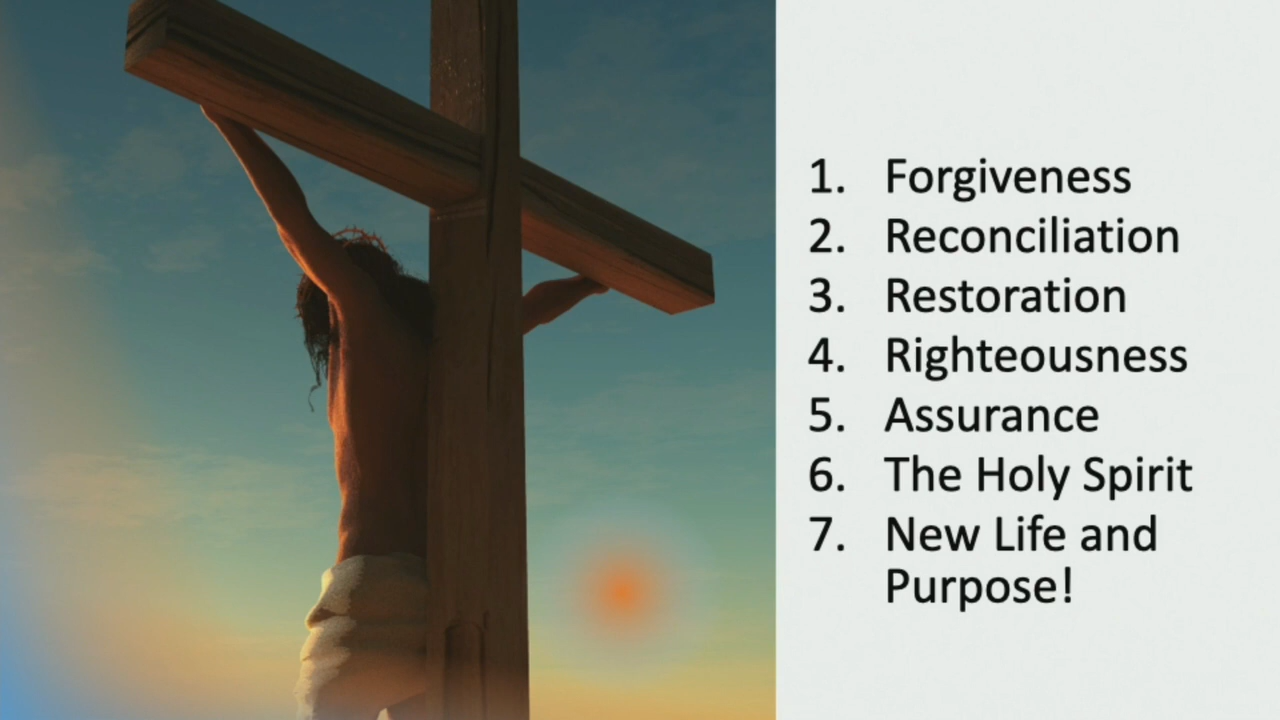 1. Forgiveness
2. Reconciliation
3. Restoration
4. Righteousness
5. Assurance
6. The Holy Spirit
7. New Life and
Purpose!